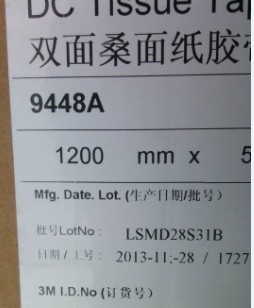 DC Tissue Ta
双面桑面纸胶
9448A
1200 mm x 5
Mfg. Date. Lot. (生产日期/批号)
批号LotNo : LSMD28S31B
日期 / 工号: 2013-11;-28 / 1727
3M I.D.No (订货号)